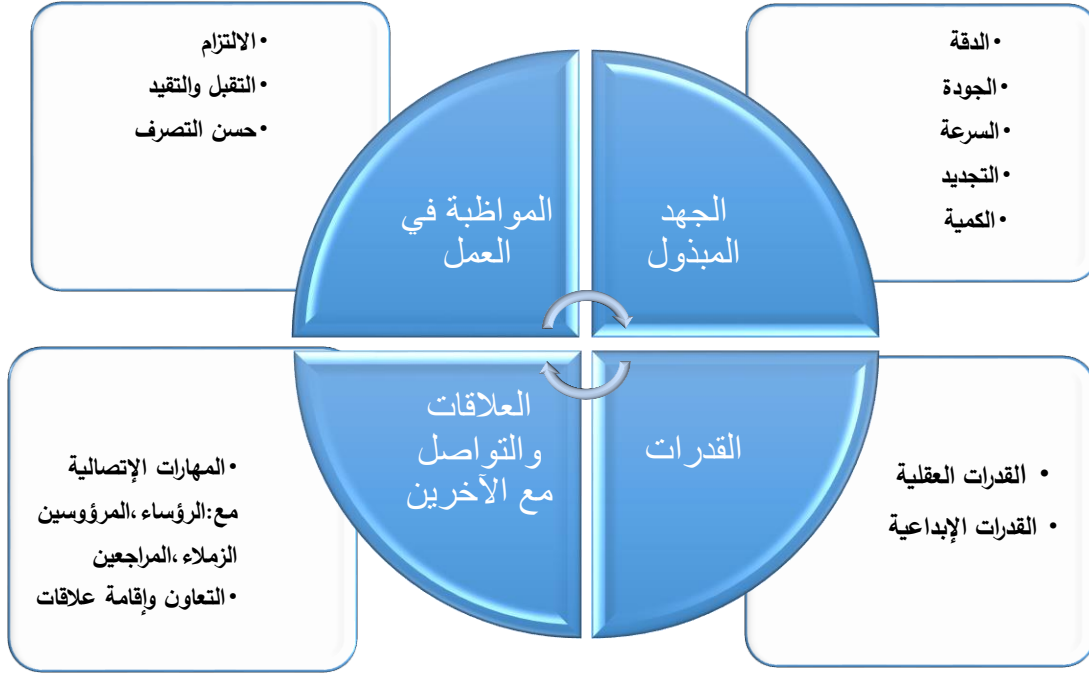 •الدقة
•الجودة
•السرعة
•التجديد
•الكمية
الجهد
المبذول
•الالتزام
•التقبل والتقيد
•حسن التصرف
المواظبة في
العمل
القدرات
• القدرات العقلية
• القدرات الإبداعية
العلاقات
والتواصل
مع الآخرين
•المهارات الإتصالية
مع:الرؤساء،المرؤوسين
الزملاء،المراجعين
•التعاون وإقامة علاقات